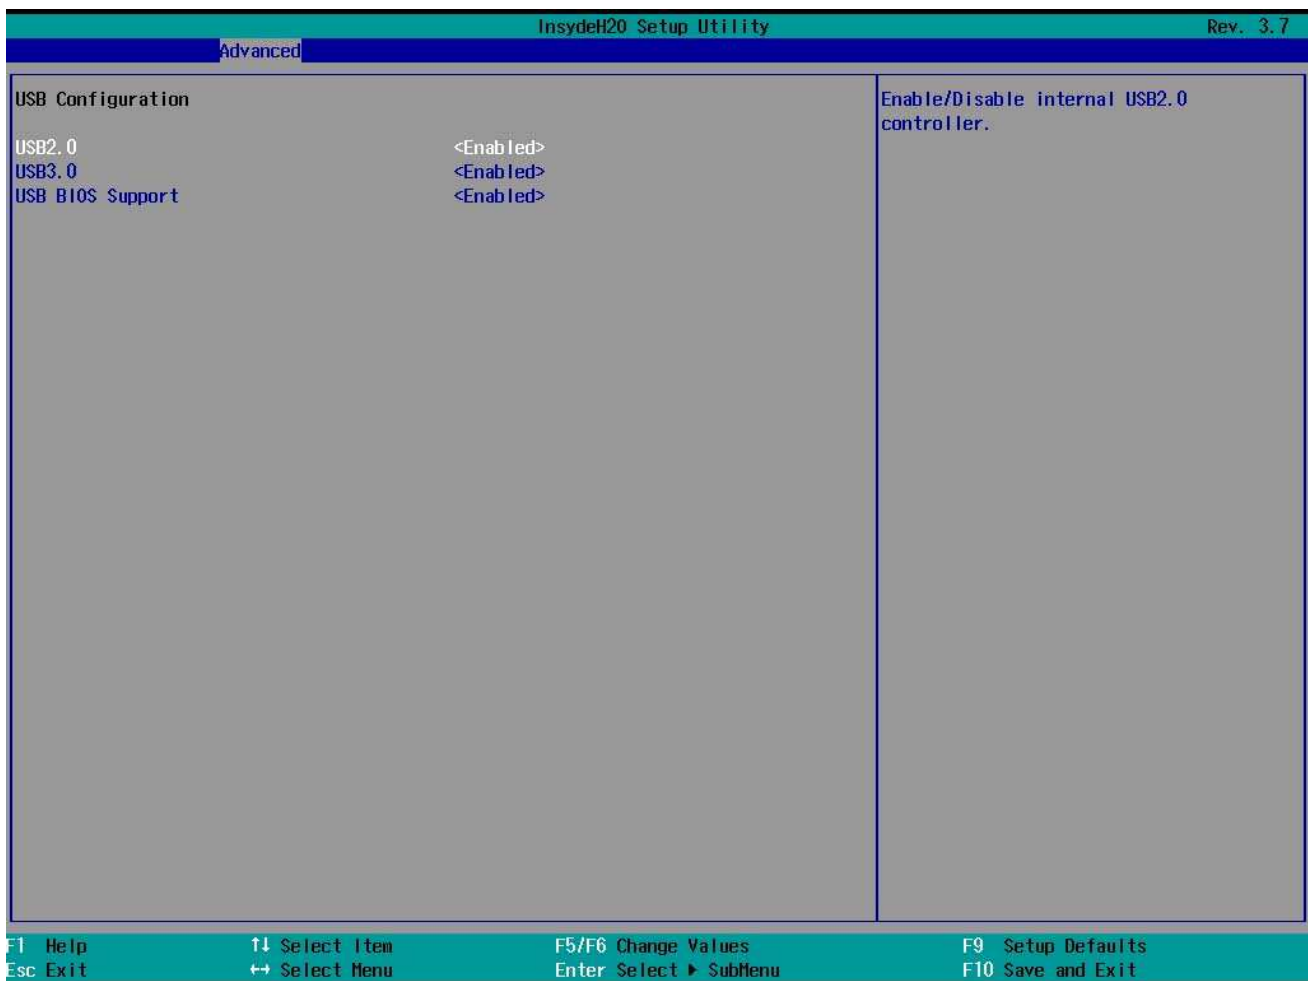 InsydeH20 Setup Utility Rev. 3.7
Advanced
USB Configuration
USB2.0 <Enabled>
USB3.0 <Enabled>
USB BIOS Support <Enabled>
Enable/Disable internal USB2.0
controller.
F1 Help ↑↓ Select Item F5/F6 Change Values F9 Setup Defaults
Esc Exit ←→ Select Menu Enter Select ▶ SubMenu F10 Save and Exit